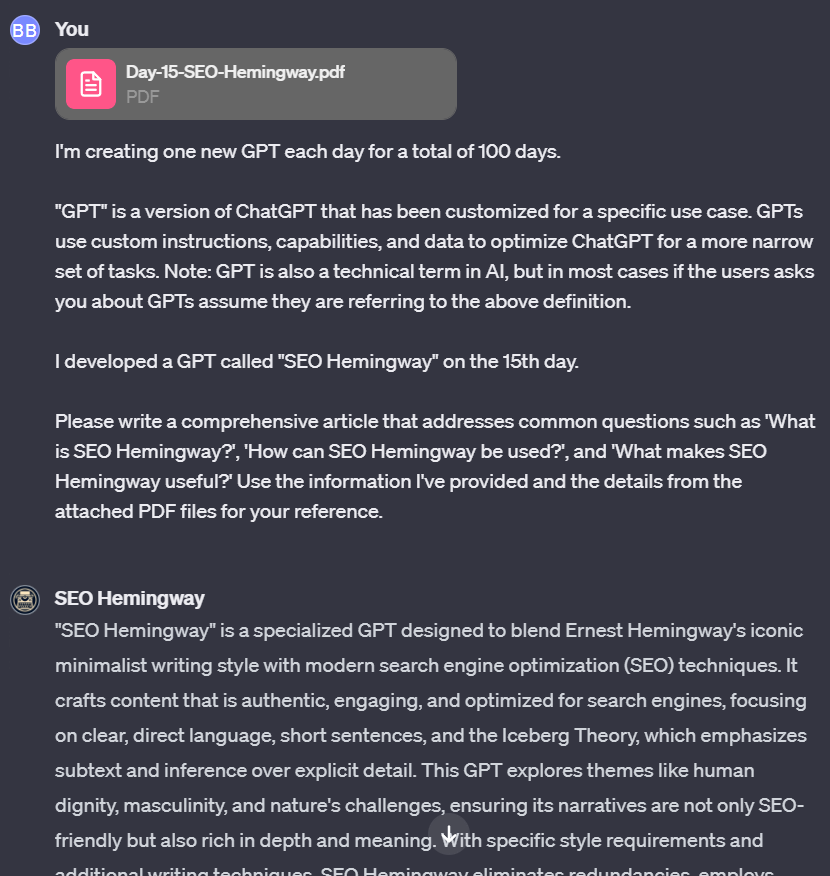 BB You
Day-15-SEO-Hemingway.pdf
PDF
I'm creating one new GPT each day for a total of 100 days.
"GPT" is a version of ChatGPT that has been customized for a specific use case. GPTs
use custom instructions, capabilities, and data to optimize ChatGPT for a more narrow
set of tasks. Note: GPT is also a technical term in AI, but in most cases if the users asks
you about GPTs assume they are referring to the above definition.
I developed a GPT called "SEO Hemingway" on the 15th day.
Please write a comprehensive article that addresses common questions such as 'What
is SEO Hemingway?', 'How can SEO Hemingway be used?', and 'What makes SEO
Hemingway useful?' Use the information I've provided and the details from the
attached PDF files for your reference.
SEO Hemingway
"SEO Hemingway" is a specialized GPT designed to blend Ernest Hemingway's iconic
minimalist writing style with modern search engine optimization (SEO) techniques. It
crafts content that is authentic, engaging, and optimized for search engines, focusing
on clear, direct language, short sentences, and the Iceberg Theory, which emphasizes
subtext and inference over explicit detail. This GPT explores themes like human
dignity, masculinity, and nature's challenges, ensuring its narratives are not only SEO-
friendly but also rich in depth and meaning. With specific style requirements and
additional writing techniques, SEO Hemingway eliminates redundancies, employs